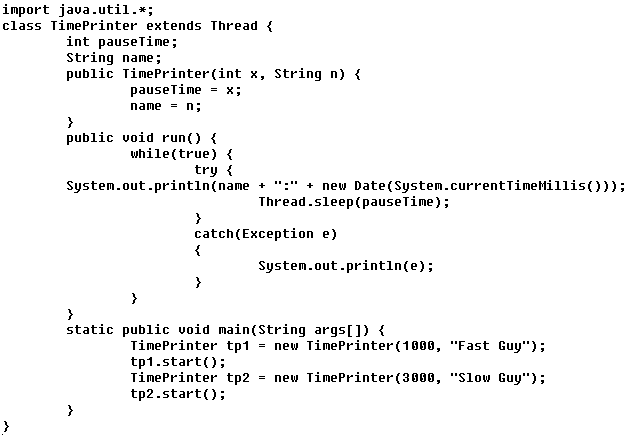 import java.util.*;
class TimePrinter extends Thread {
        int pauseTime;
        String name;
        public TimePrinter(int x, String n) {
                pauseTime = x;
                name = n;
        }
        public void run() {
                while(true) {
                        try {
        System.out.println(name + ":" + new Date(System.currentTimeMillis()));
                                Thread.sleep(pauseTime);
                        }
                        catch(Exception e)
                        {
                                System.out.println(e);
                        }
                }
        }
        static public void main(String args[]) {
                TimePrinter tp1 = new TimePrinter(1000, "Fast Guy");
                tp1.start();
                TimePrinter tp2 = new TimePrinter(3000, "Slow Guy");
                tp2.start();
        }
}